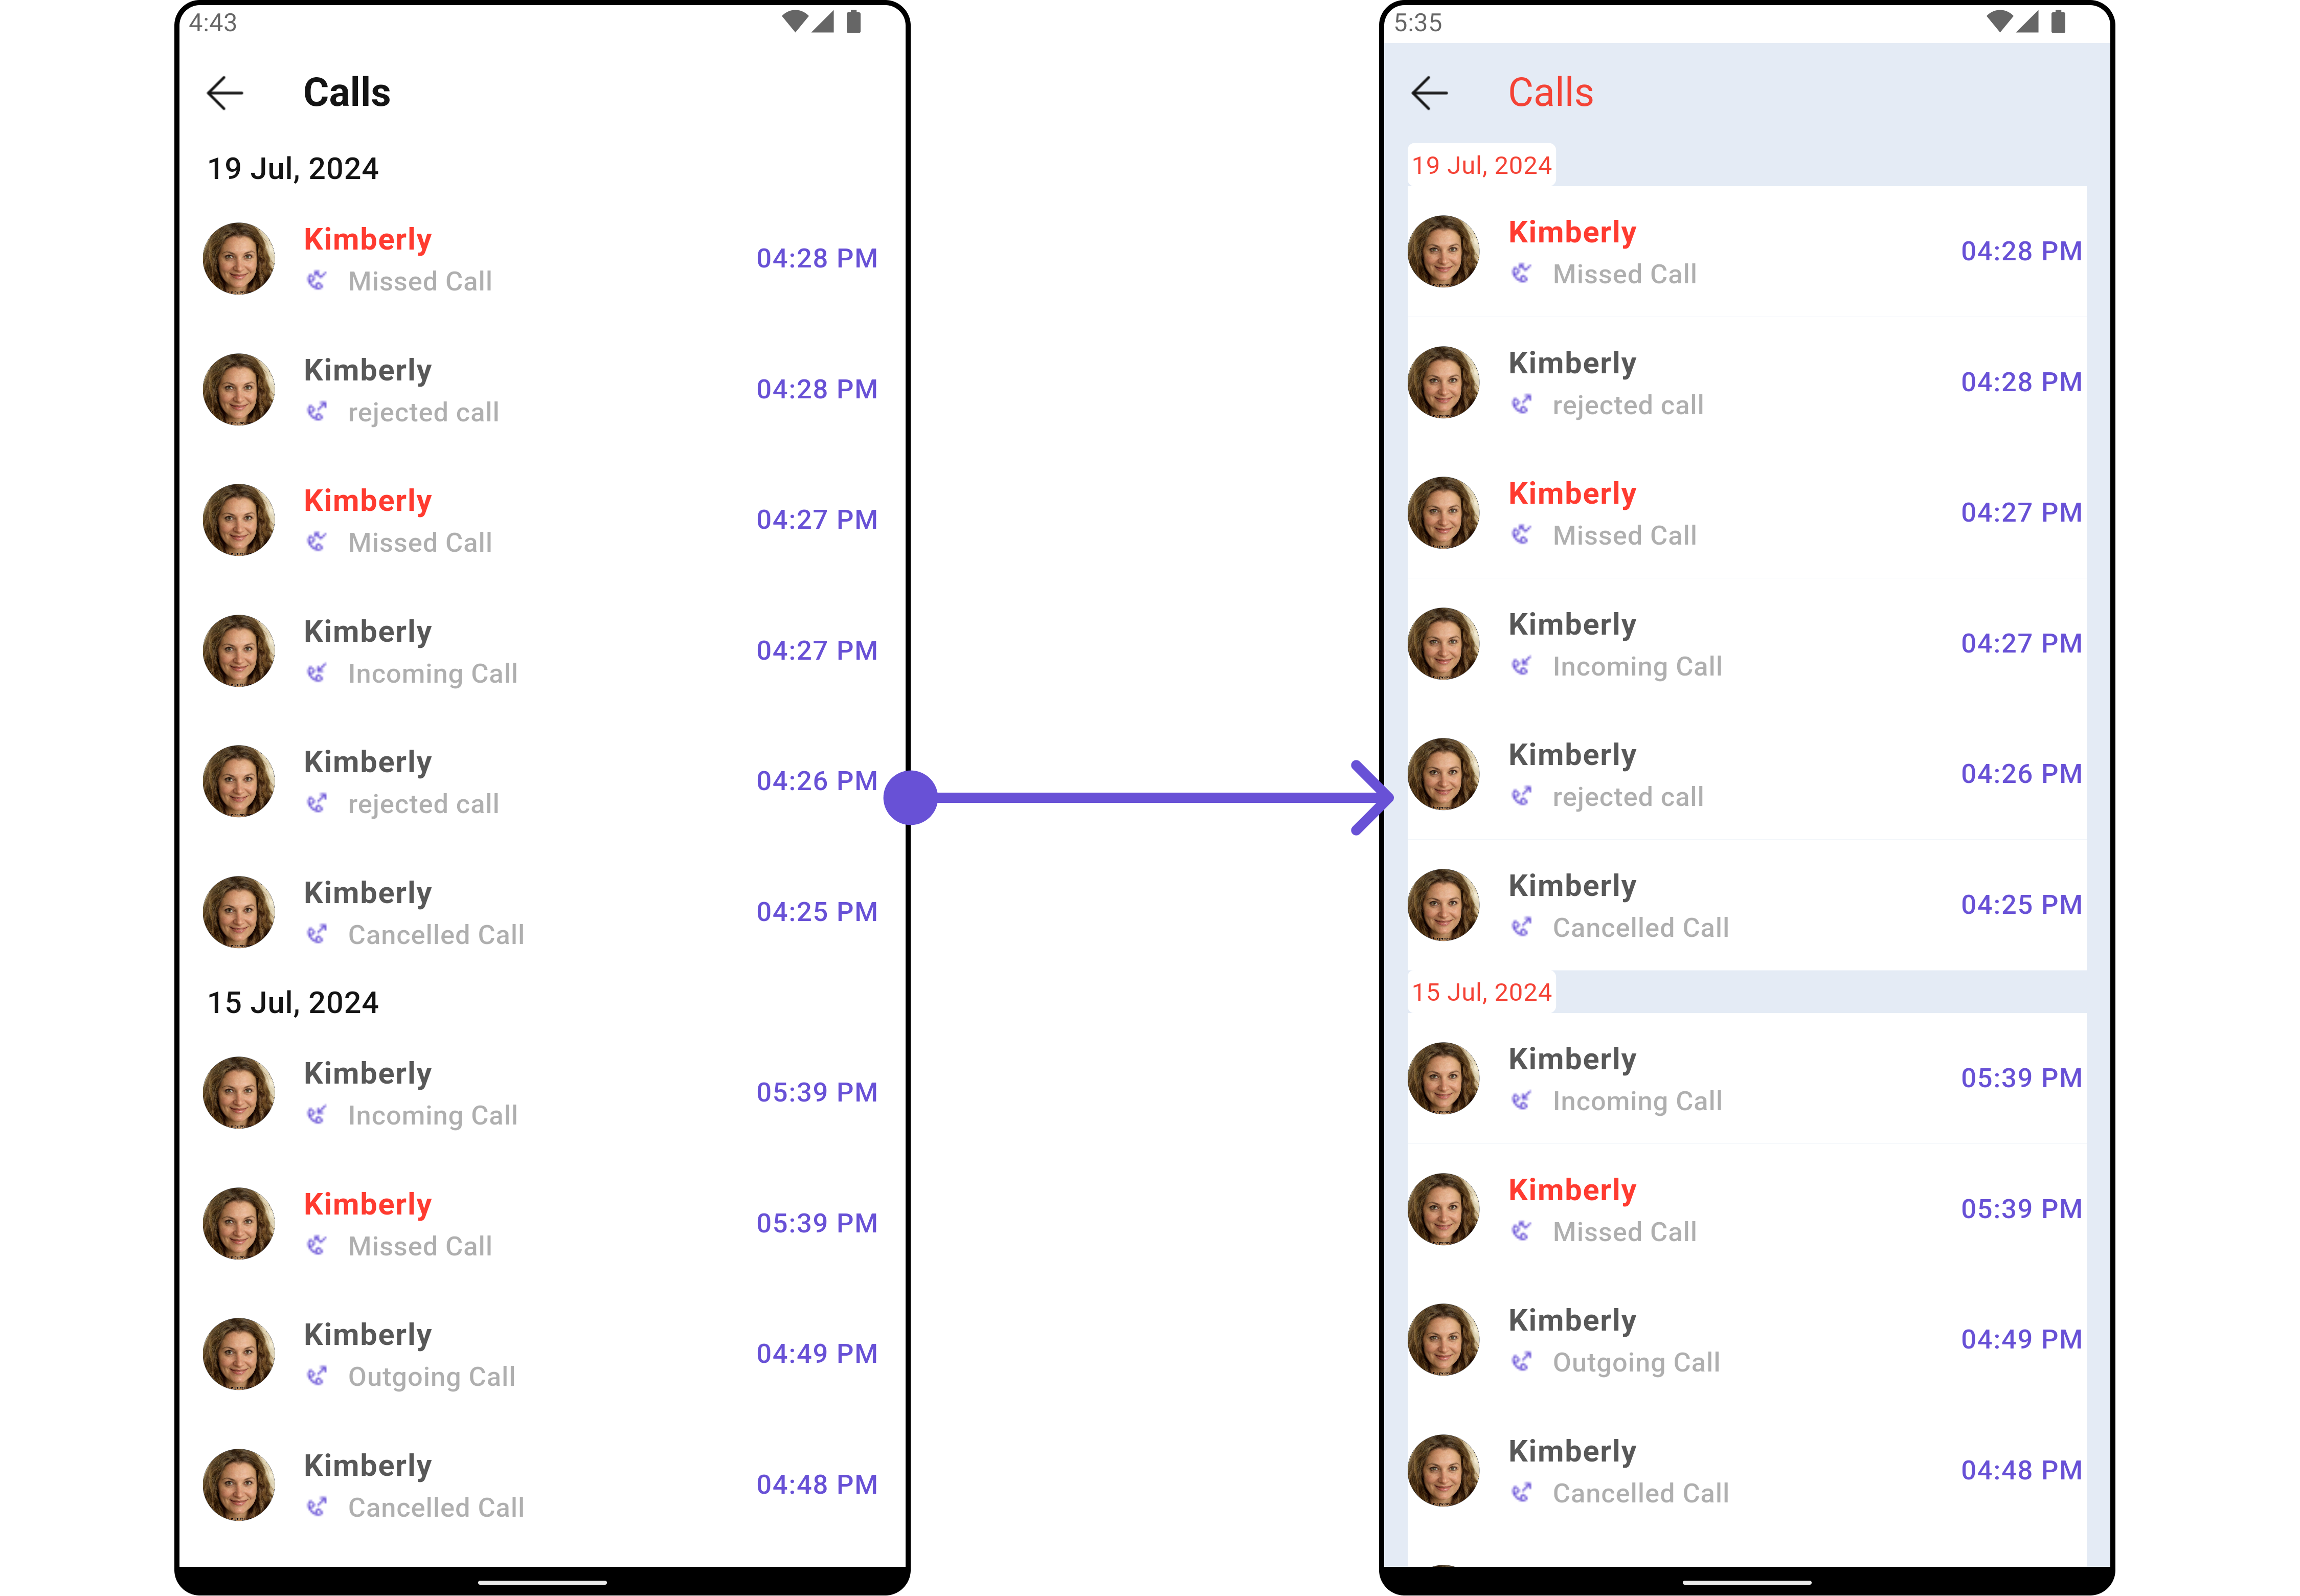 4:43
Calls
19 Jul, 2024
Kimberly
Missed Call
04:28 PM
Kimberly
rejected call
04:28 PM
Kimberly
Missed Call
04:27 PM
Kimberly
Incoming Call
04:27 PM
Kimberly
rejected call
04:26 PM
Kimberly
Cancelled Call
04:25 PM
15 Jul, 2024
Kimberly
Incoming Call
05:39 PM
Kimberly
Missed Call
05:39 PM
Kimberly
Outgoing Call
04:49 PM
Kimberly
Cancelled Call
04:48 PM
5:35
Calls
19 Jul, 2024
Kimberly
Missed Call
04:28 PM
Kimberly
rejected call
04:28 PM
Kimberly
Missed Call
04:27 PM
Kimberly
Incoming Call
04:27 PM
Kimberly
rejected call
04:26 PM
Kimberly
Cancelled Call
04:25 PM
15 Jul, 2024
Kimberly
Incoming Call
05:39 PM
Kimberly
Missed Call
05:39 PM
Kimberly
Outgoing Call
04:49 PM
Kimberly
Cancelled Call
04:48 PM